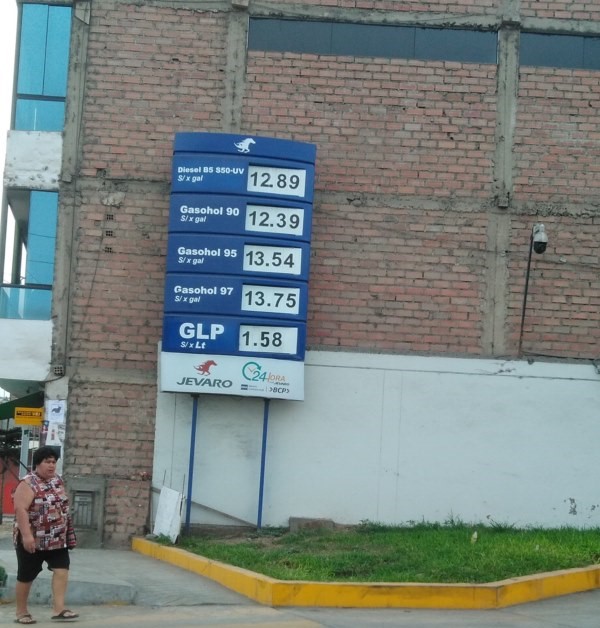 Diesel B5 S50-UV
S/ x gal
12.89
Gasohol 90
S/ x gal
12.39
Gasohol 95
S/ x gal
13.54
Gasohol 97
S/ x gal
13.75
GLP
S/ x Lt
1.58
JEVARO
24 HORA
>BCP>